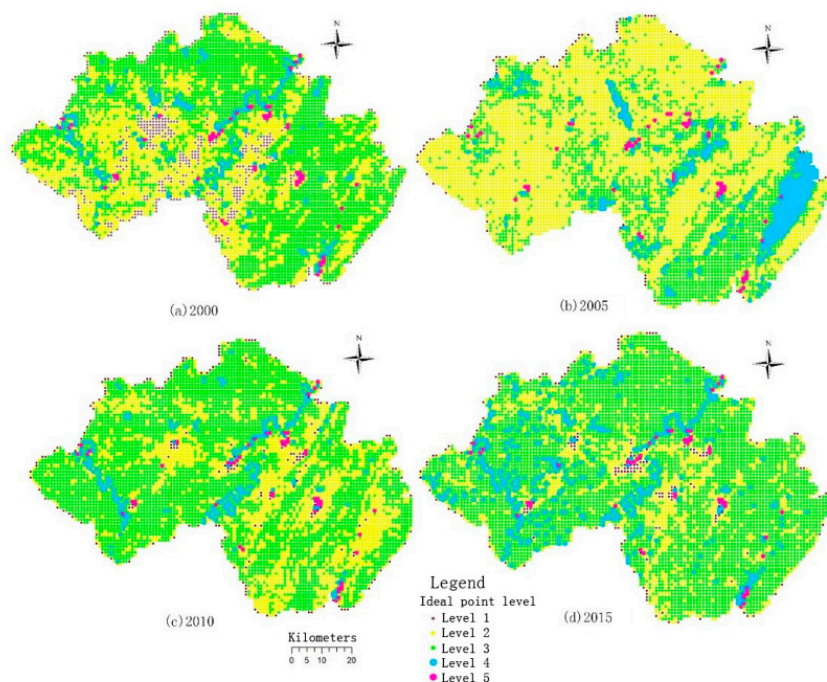 N
N
(a)2000
(b)2005
N
N
(c)2010
(d)2015
Kilometers
0 5 10 20
Legend
Ideal point level
Level 1
Level 2
Level 3
Level 4
Level 5